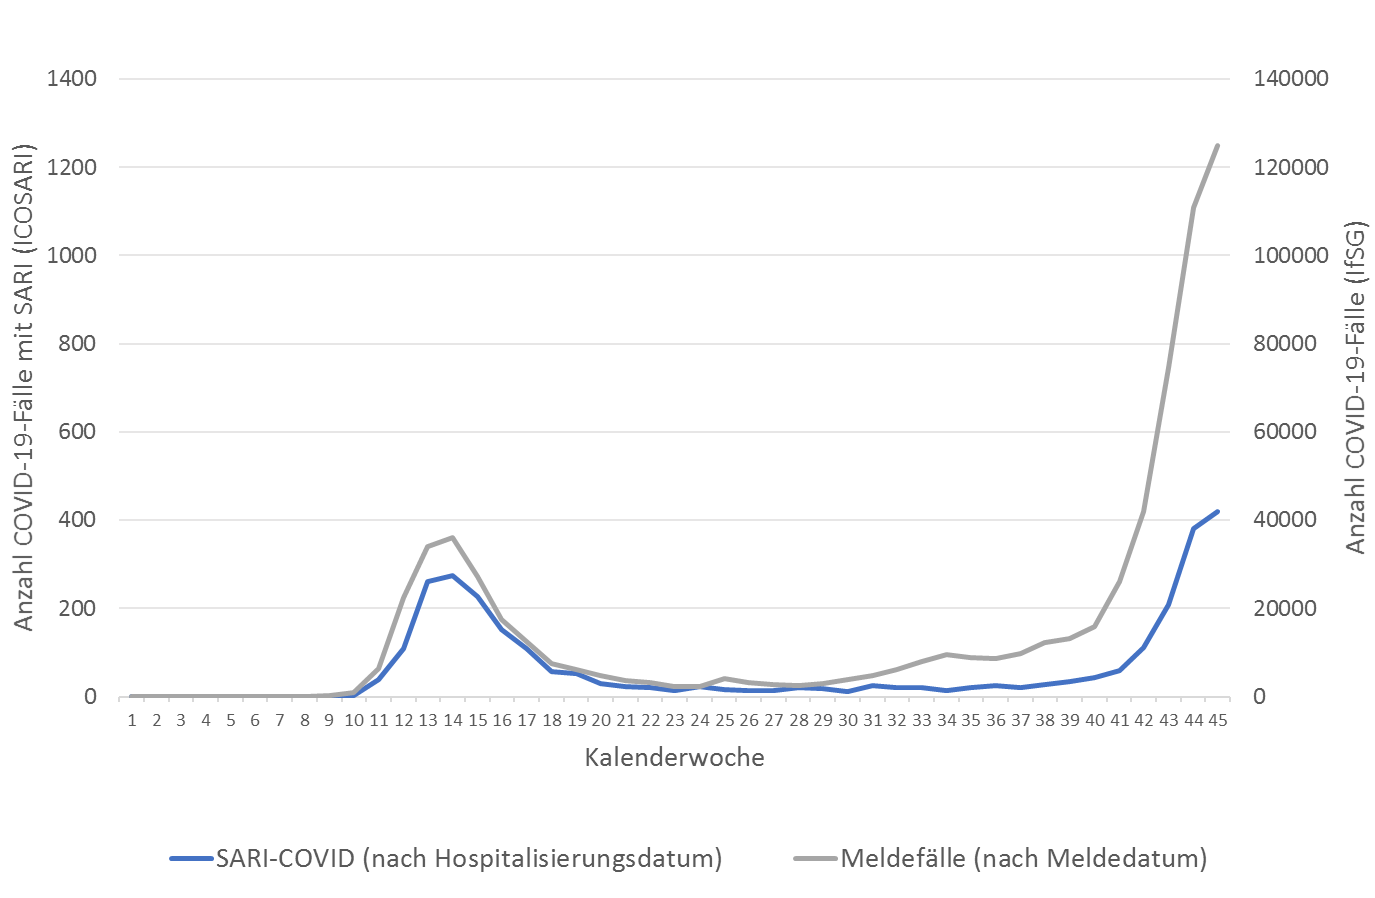 1400
1200
1000
800
600
400
200
0
140000
120000
100000
80000
60000
40000
20000
0
Anzahl COVID-19-Fälle mit SARI (ICOSARI)
Anzahl COVID-19-Fälle (IfSG)
1 2 3 4 5 6 7 8 9 10 11 12 13 14 15 16 17 18 19 20 21 22 23 24 25 26 27 28 29 30 31 32 33 34 35 36 37 38 39 40 41 42 43 44 45
Kalenderwoche
SARI-COVID (nach Hospitalisierungsdatum)
Meldefälle (nach Meldedatum)